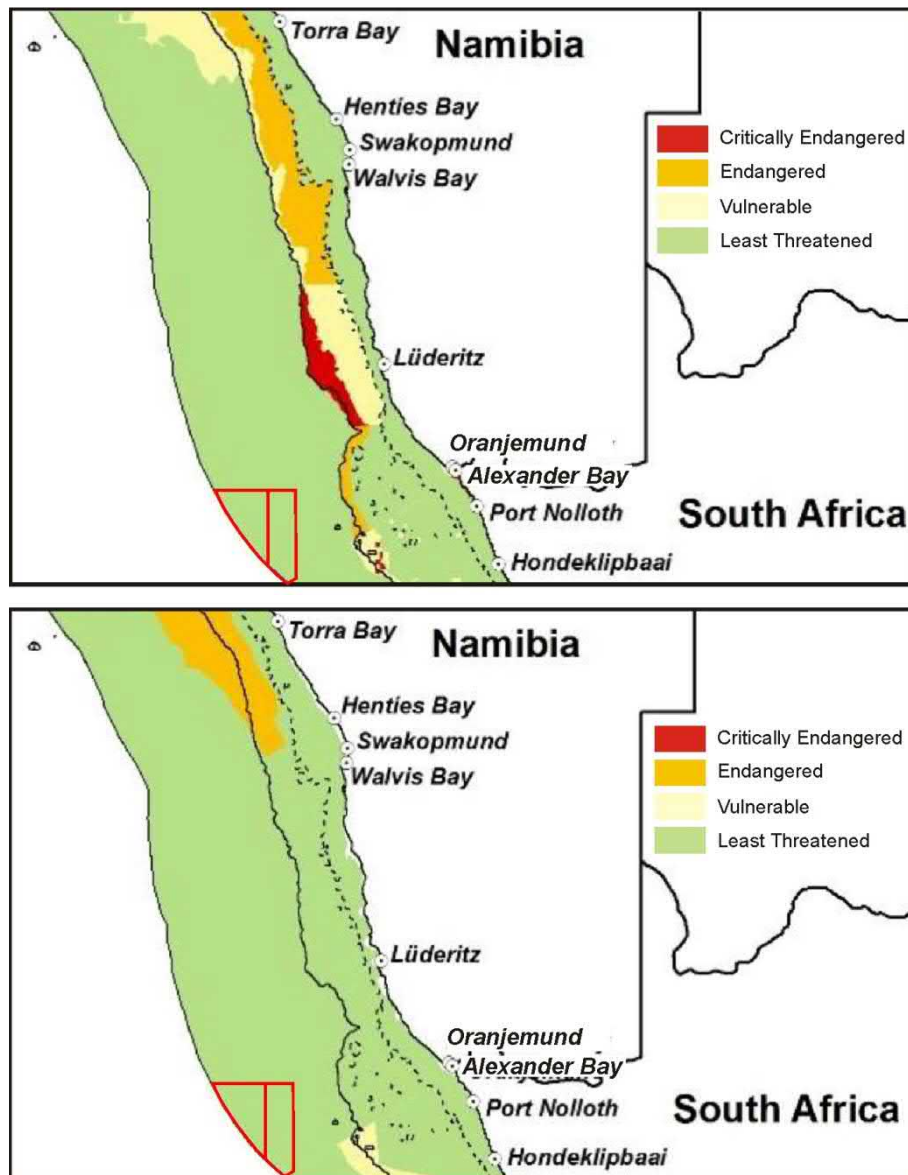 Torra Bay
Namibia
Henties Bay
Swakopmund
Walvis Bay
Critically Endangered
Endangered
Vulnerable
Least Threatened
Lüderitz
Oranjemund
Alexander Bay
Port Nolloth
South Africa
Hondeklipbaai
Torra Bay
Namibia
Henties Bay
Swakopmund
Walvis Bay
Critically Endangered
Endangered
Vulnerable
Least Threatened
Lüderitz
Oranjemund
Alexander Bay
Port Nolloth
South Africa
Hondeklipbaai